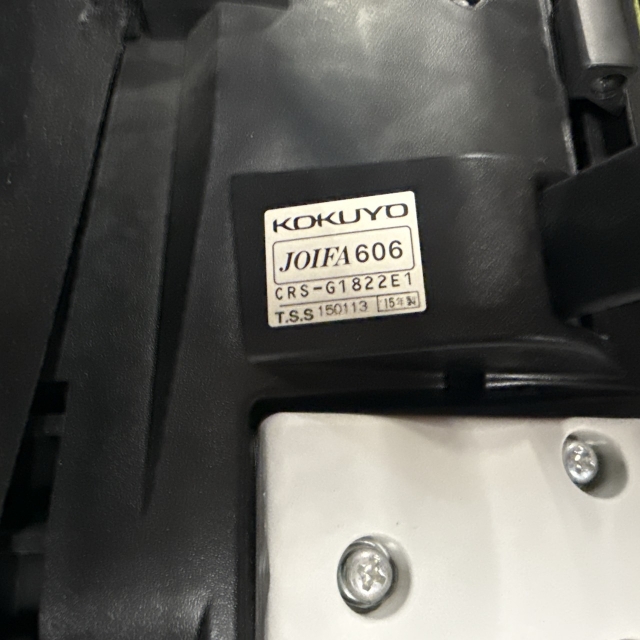 KOKUYO
JOIFA606
CRS-G1822E1
T.S.S 150113 15年製